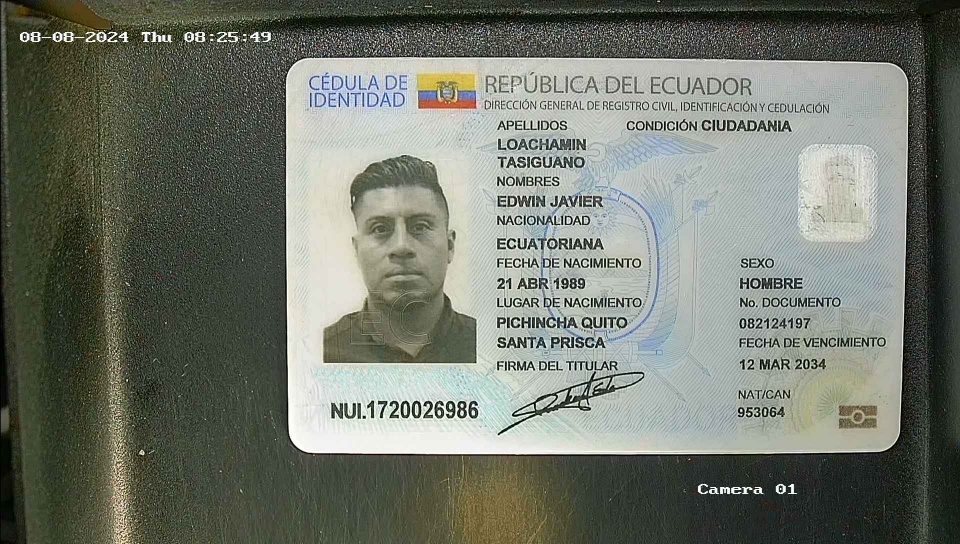 08-08-2024 Thu 08:25:49
CÉDULA DE
IDENTIDAD
REPÚBLICA DEL ECUADOR
DIRECCIÓN GENERAL DE REGISTRO CIVIL, IDENTIFICACIÓN Y CEDULACIÓN
APELLIDOS
CONDICIÓN CIUDADANIA
LOACHAMIN
TASIGUANO
NOMBRES
EDWIN JAVIER
NACIONALIDAD
ECUATORIANA
FECHA DE NACIMIENTO
21 ABR 1989
LUGAR DE NACIMIENTO
PICHINCHA QUITO
SANTA PRISCA
FIRMA DEL TITULAR
SEXO
HOMBRE
No. DOCUMENTO
082124197
FECHA DE VENCIMIENTO
12 MAR 2034
NAT/CAN
953064
EC
NUI.1720026986
Camera 01